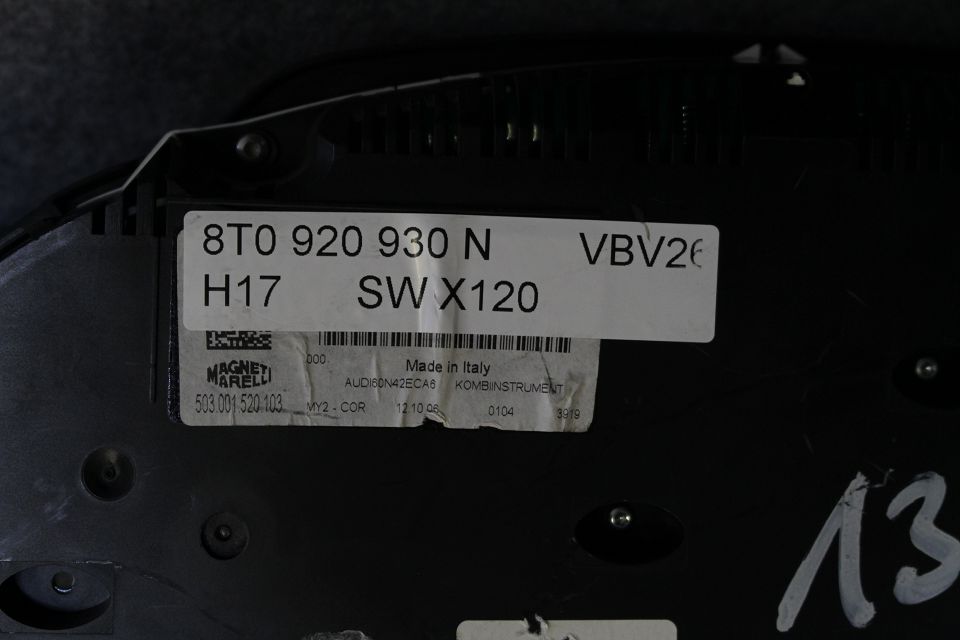 8T0 920 930 N VBV26
H17 SW X120
000
Made in Italy
MAGNETI MARELLI
AUDI60N42ECA6 KOMBIINSTRUMENT
503.001 520 103 MY2 - COR 12.10.06 0104 3919
13